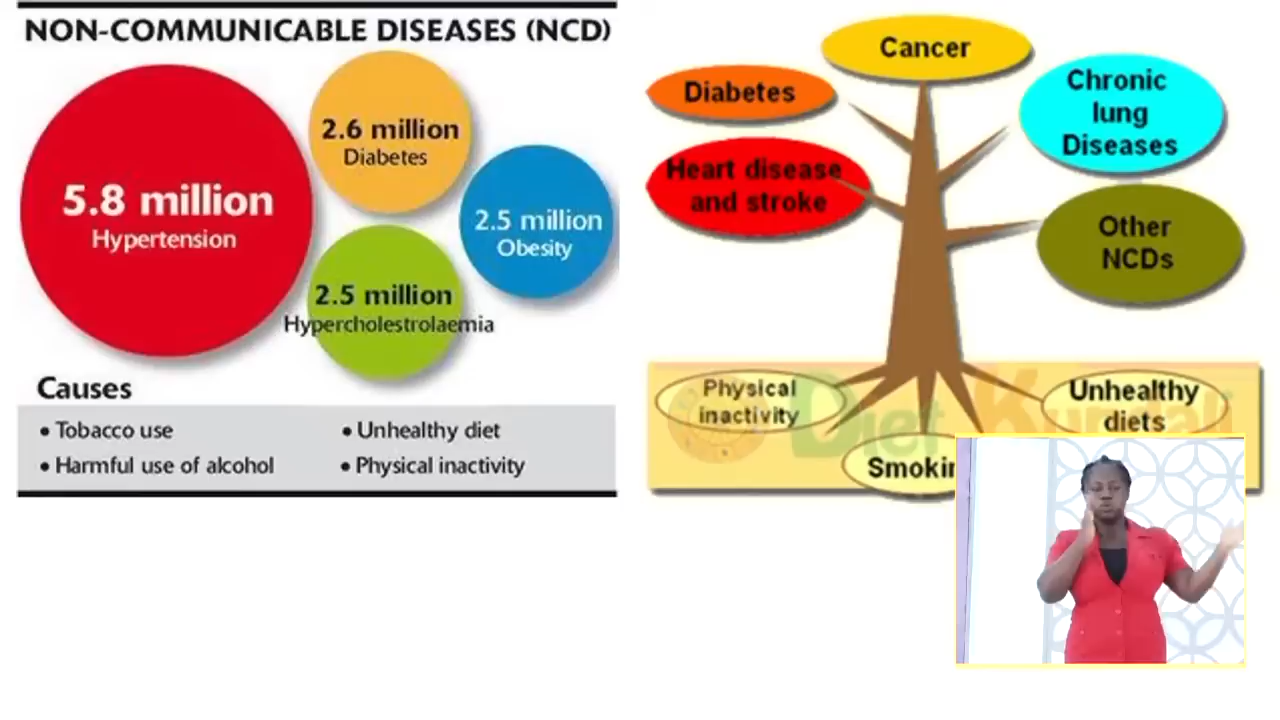 NON-COMMUNICABLE DISEASES (NCD)
5.8 million
Hypertension
2.6 million
Diabetes
2.5 million
Obesity
2.5 million
Hypercholestrolaemia
Causes
• Tobacco use
• Unhealthy diet
• Harmful use of alcohol
• Physical inactivity
Cancer
Diabetes
Chronic
lung
Diseases
Heart disease
and stroke
Other
NCDs
Physical
inactivity
Unhealthy
diets
Diet